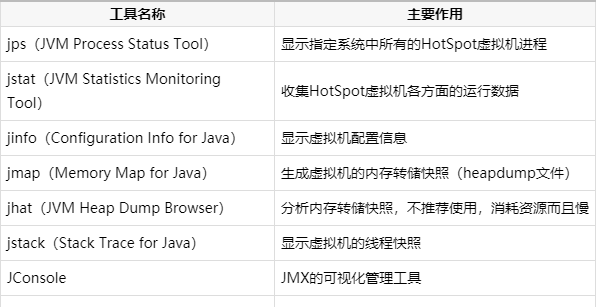 工具名称 主要作用
jps（JVM Process Status Tool） 显示指定系统中所有的HotSpot虚拟机进程
jstat（JVM Statistics Monitoring
Tool） 收集HotSpot虚拟机各方面的运行数据
jinfo（Configuration Info for Java） 显示虚拟机配置信息
jmap（Memory Map for Java） 生成虚拟机的内存转储快照（heapdump文件）
jhat（JVM Heap Dump Browser） 分析内存转储快照，不推荐使用，消耗资源而且慢
jstack（Stack Trace for Java） 显示虚拟机的线程快照
JConsole JMX的可视化管理工具